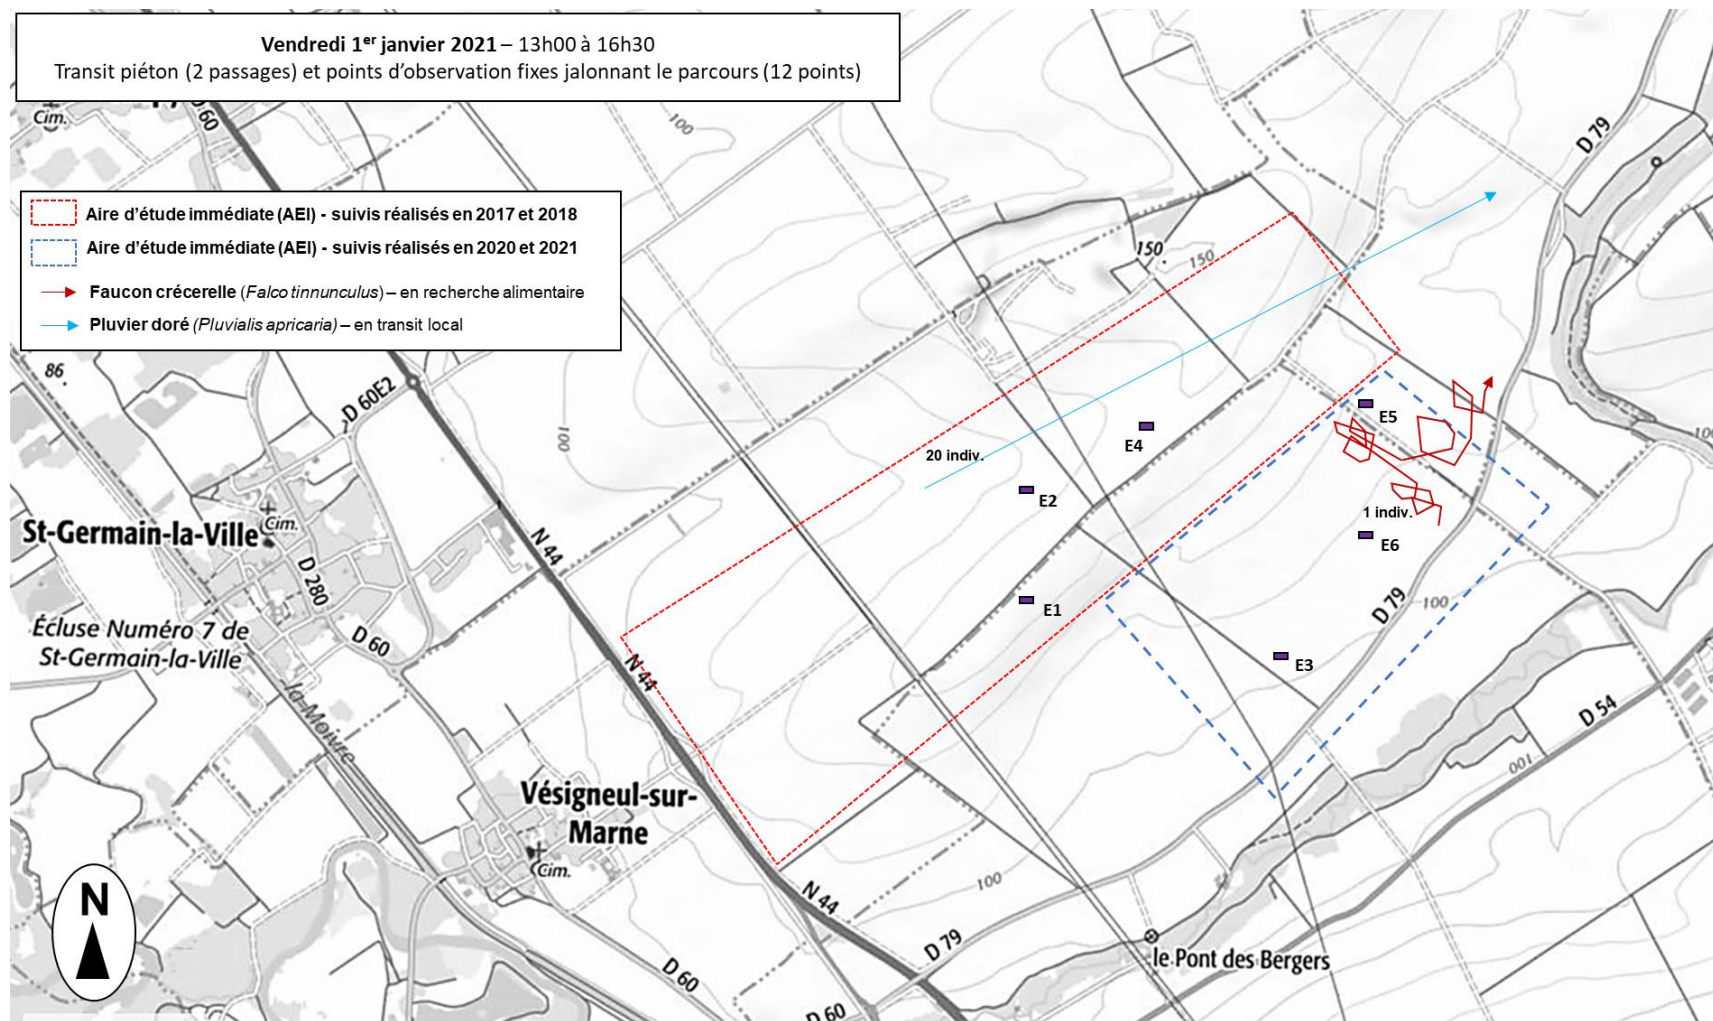 Vendredi 1er janvier 2021 – 13h00 à 16h30
Transit piéton (2 passages) et points d'observation fixes jalonnant le parcours (12 points)
Cim.
60
100
D 79
Aire d'étude immédiate (AEI) - suivis réalisés en 2017 et 2018
Aire d'étude immédiate (AEI) - suivis réalisés en 2020 et 2021
Faucon crécerelle (Falco tinnunculus) – en recherche alimentaire
Pluvier doré (Pluvialis apricaria) – en transit local
150
150
86
D 60E2
100
100
E5
E4
20 indiv.
E2
1 indiv.
E6
St-Germain-la-Ville
Cim.
N 44
D 280
Écluse Numéro 7 de
St-Germain-la-Ville
D 60
E1
D 79
100
N 44
E3
la Moivre
D 54
100
Vésigneul-sur-
Marne
Cim.
100
N
N 44
D 79
le Pont des Bergers
D 60
D 60